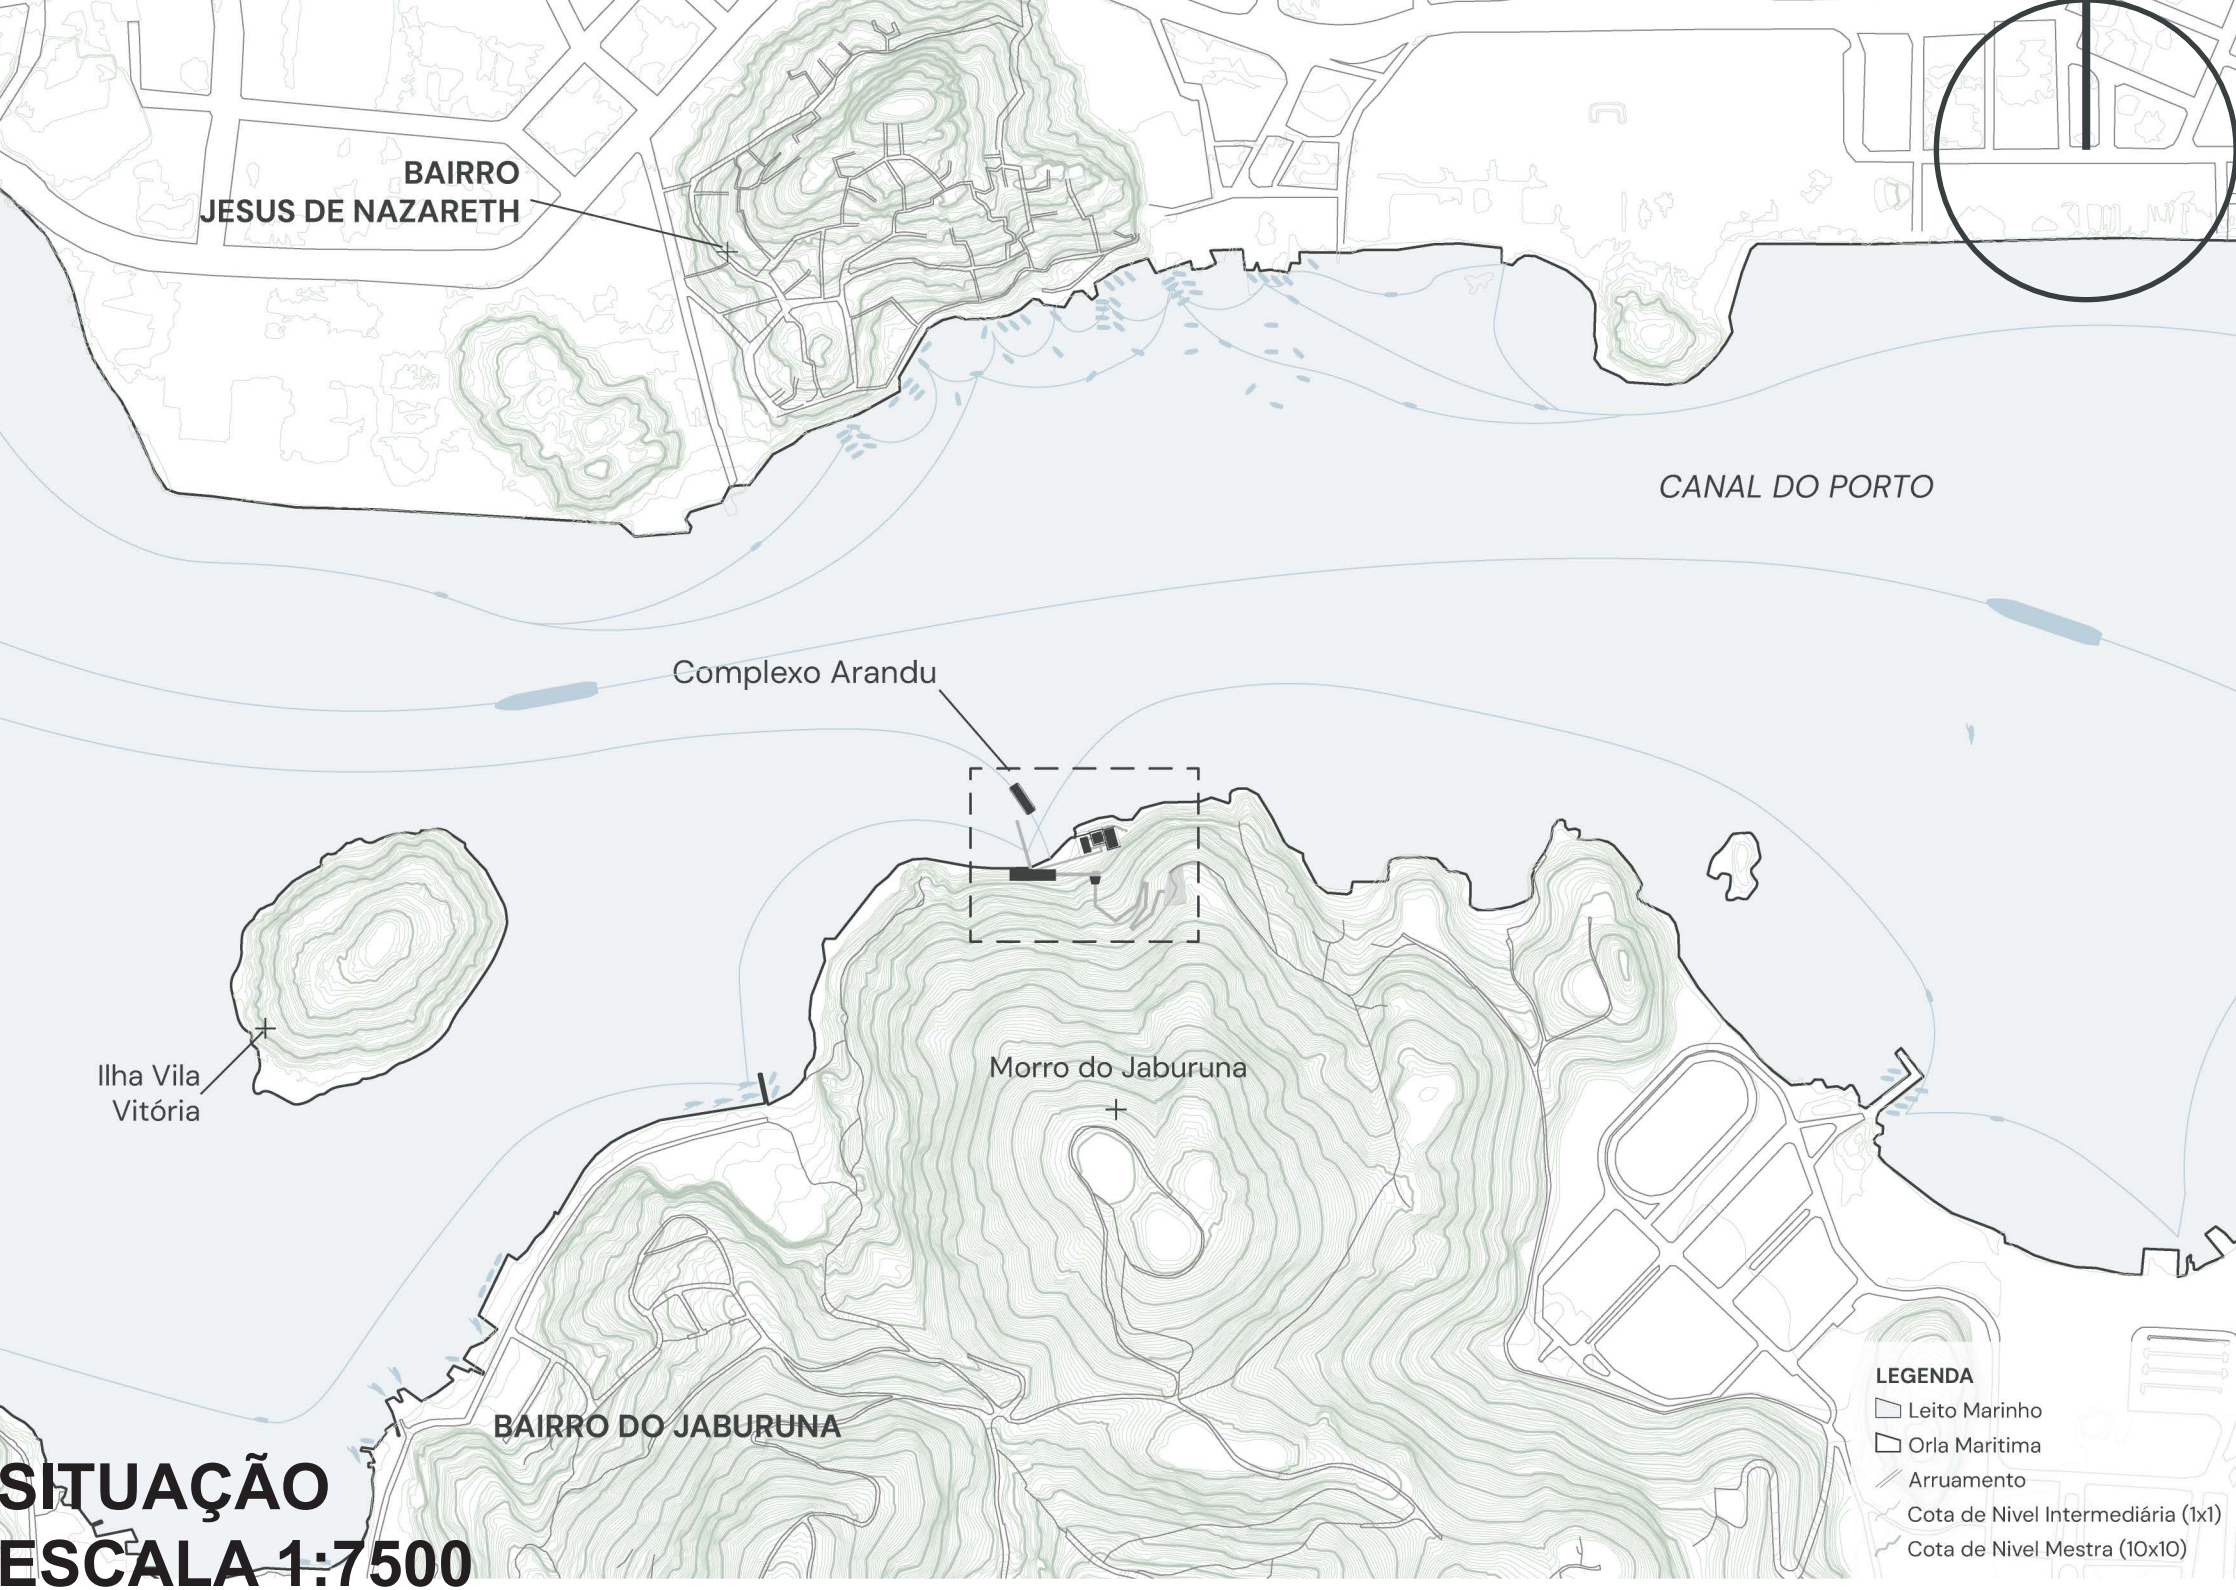 BAIRRO
JESUS DE NAZARETH
CANAL DO PORTO
Complexo Arandu
Ilha Vila
Vitória
Morro do Jaburuna
BAIRRO DO JABURUNA
LEGENDA
Leito Marinho
Orla Maritima
Arruamento
Cota de Nivel Intermediária (1x1)
Cota de Nivel Mestra (10x10)
SITUAÇÃO
ESCALA 1:7500